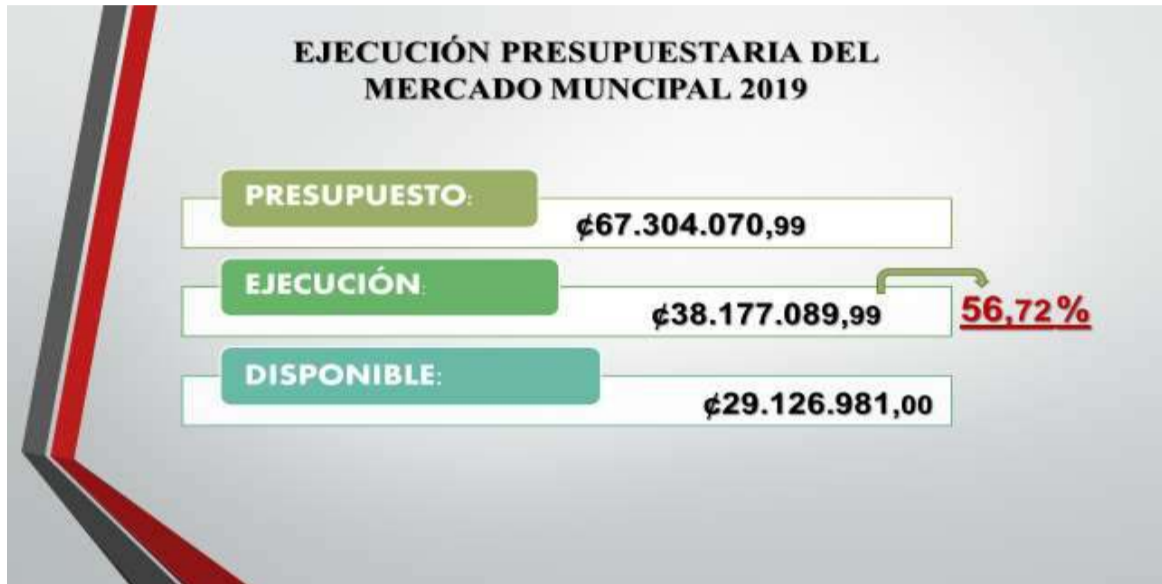 EJECUCIÓN PRESUPUESTARIA DEL
MERCADO MUNCIPAL 2019
PRESUPUESTO:
¢67.304.070,99
EJECUCIÓN:
¢38.177.089,99
56,72%
DISPONIBLE:
¢29.126.981,00